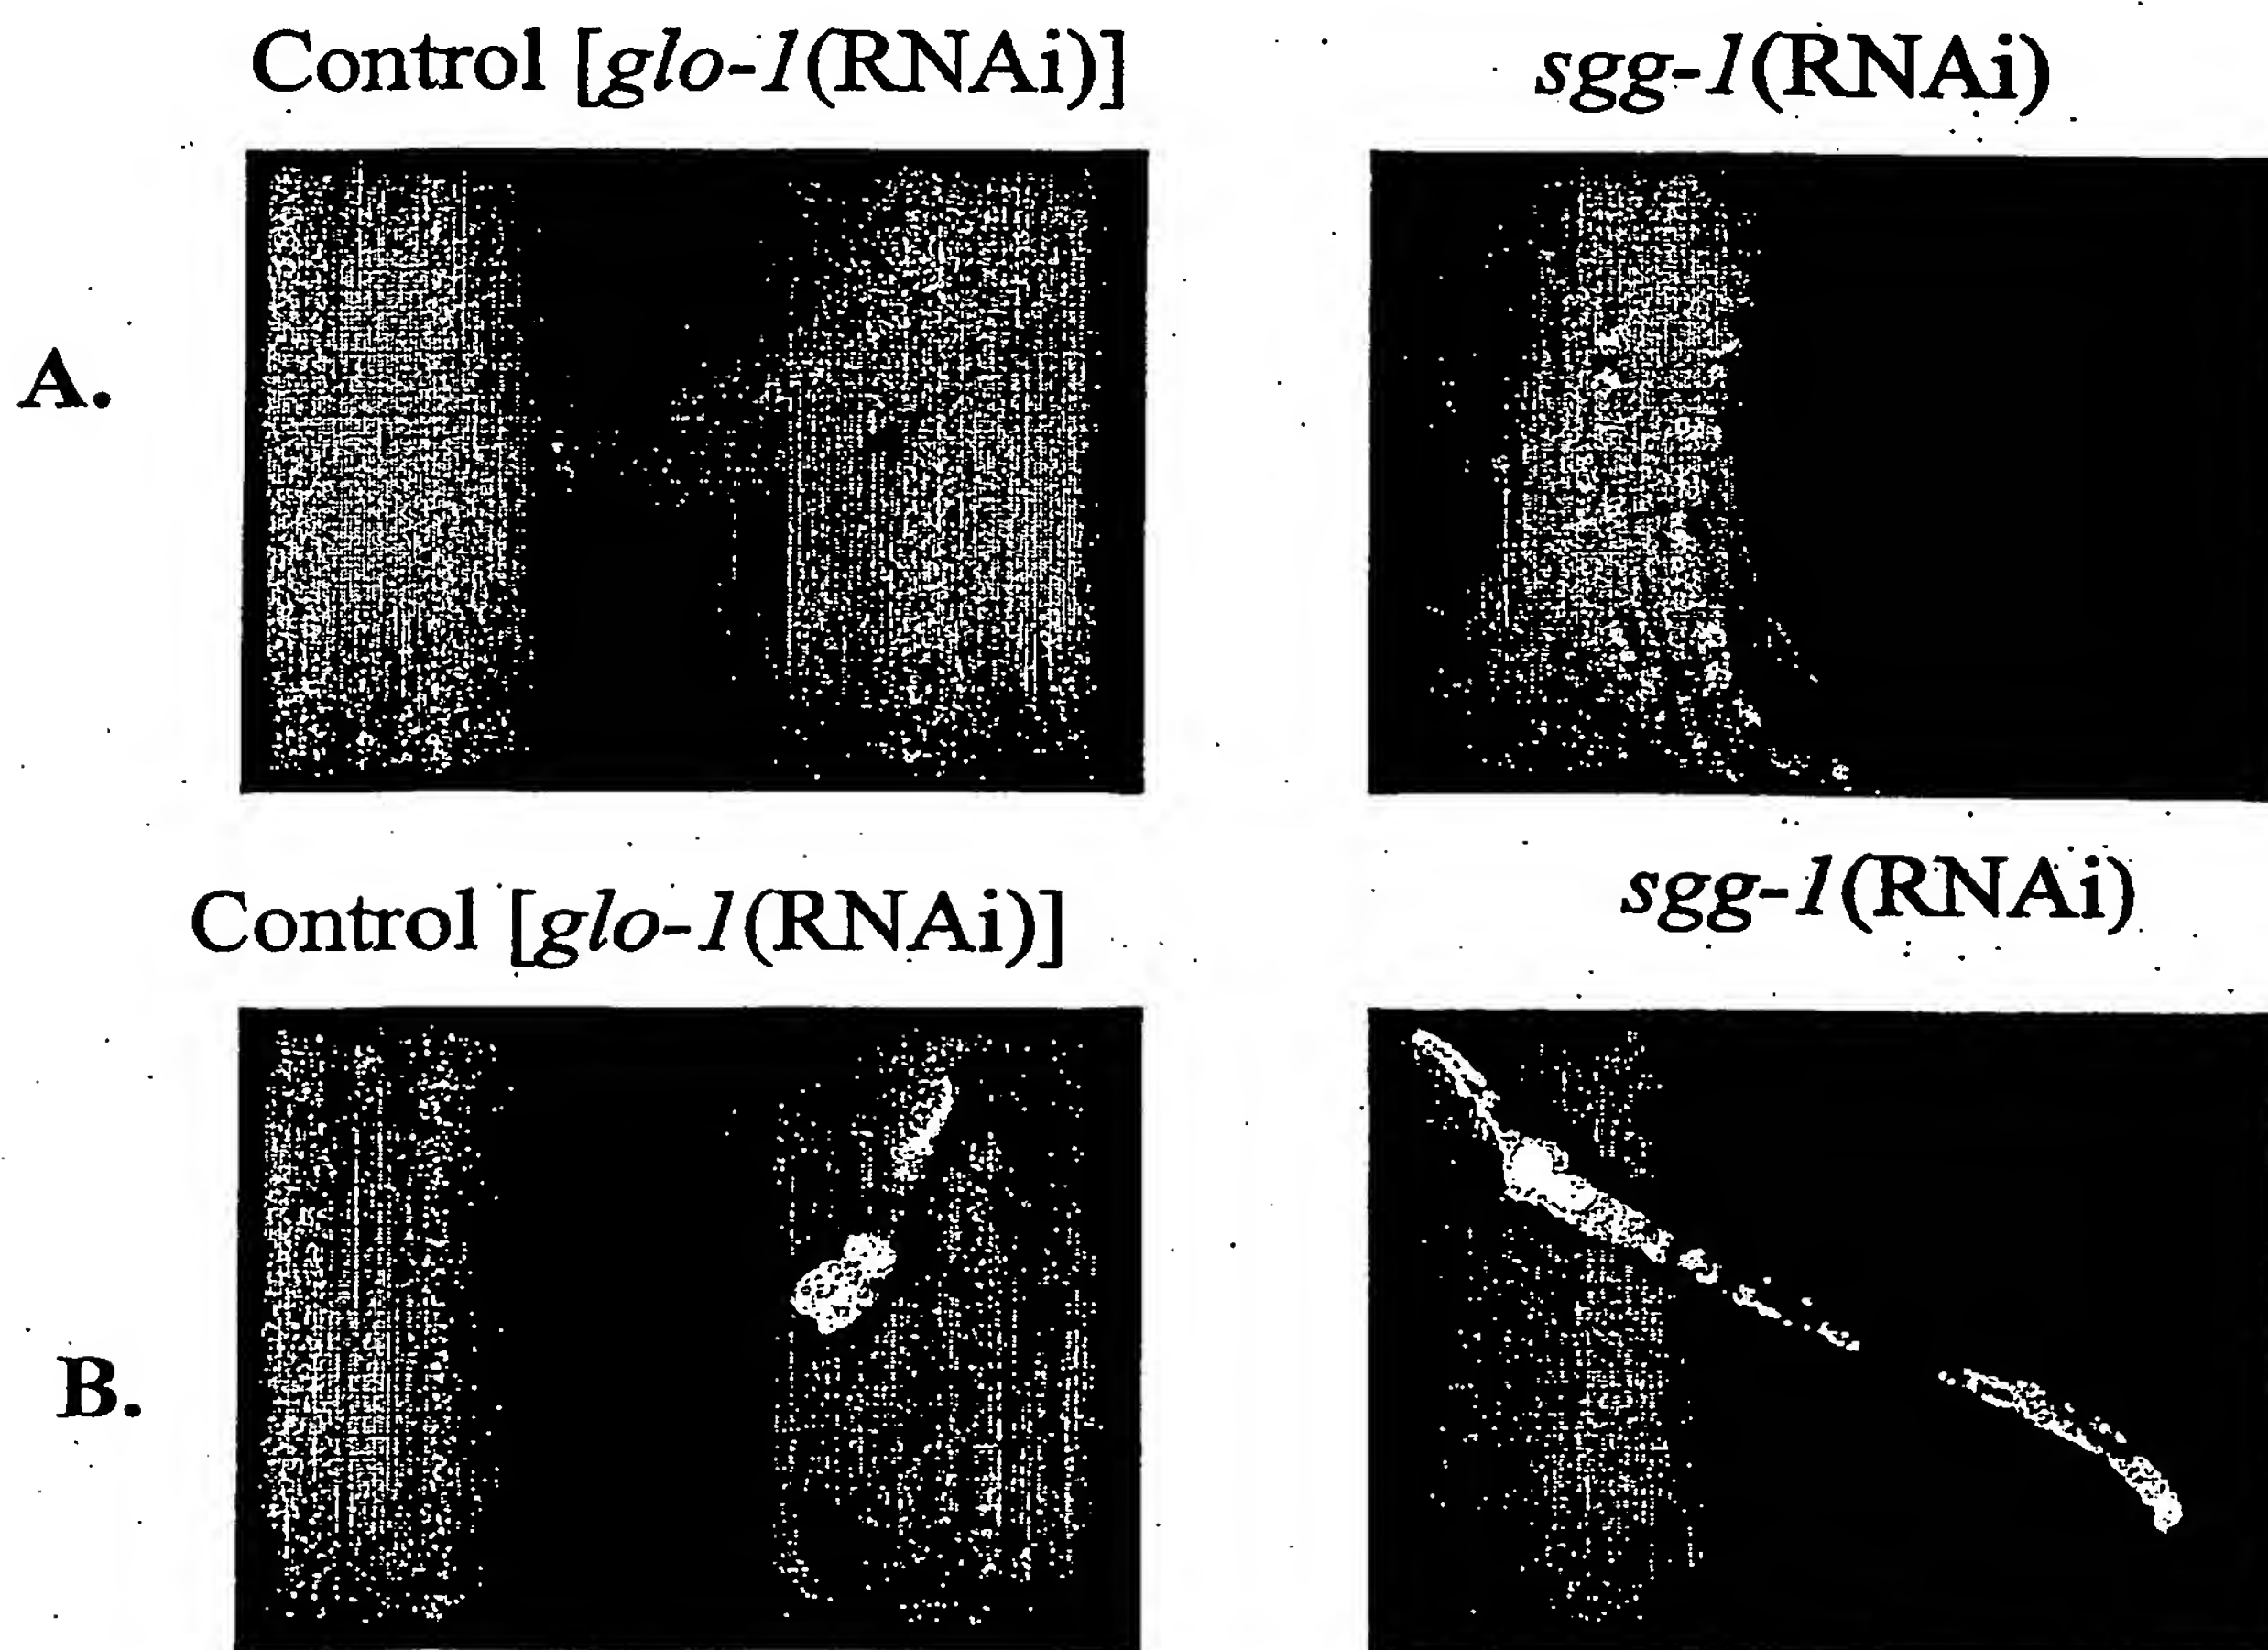 Control [glo-1(RNAi)]
sgg-1(RNAi)
A.
Control [glo-1(RNAi)]
sgg-1(RNAi)
B.